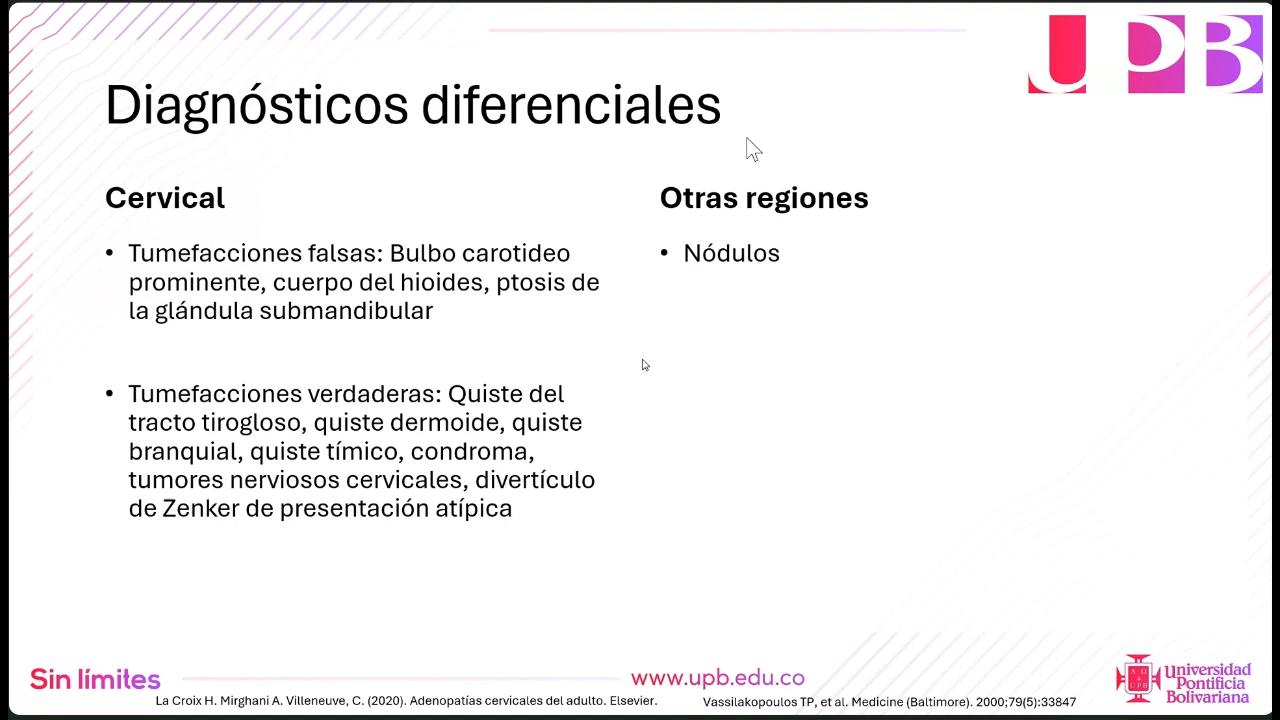 UPB
Diagnósticos diferenciales
Cervical
• Tumefacciones falsas: Bulbo carotideo
prominente, cuerpo del hioides, ptosis de
la glándula submandibular
• Tumefacciones verdaderas: Quiste del
tracto tirogloso, quiste dermoide, quiste
branquial, quiste tímico, condroma,
tumores nerviosos cervicales, divertículo
de Zenker de presentación atípica
Otras regiones
• Nódulos
Sin límites
www.upb.edu.co
Universidad
Pontificia
Bolivariana
La Croix H. Mirghani A. Villeneuve, C. (2020). Adenopatías cervicales del adulto. Elsevier.
Vassilakopoulos TP, et al. Medicine (Baltimore). 2000;79(5):33847